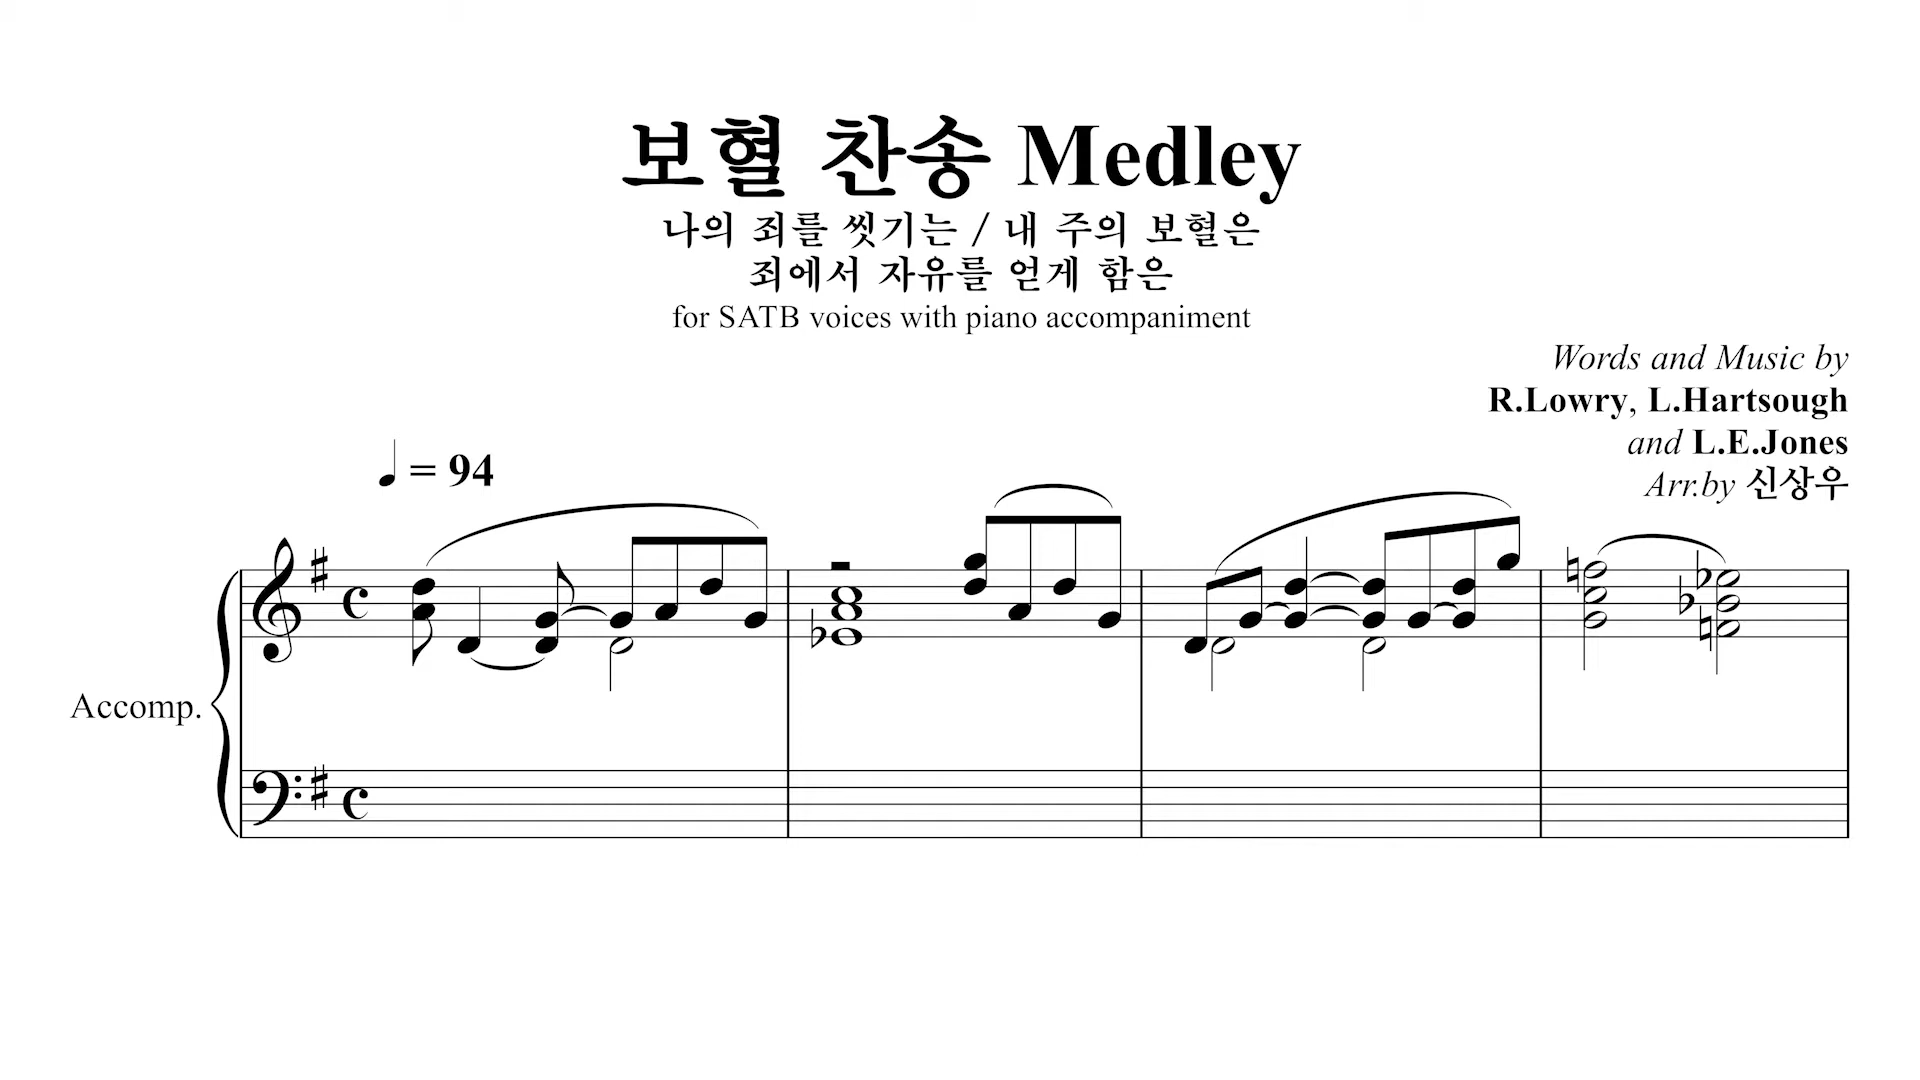 보혈 찬송 Medley
나의 죄를 씻기는 / 내 주의 보혈은
죄에서 자유를 얻게 함은
for SATB voices with piano accompaniment
Words and Music by
R.Lowry, L.Hartsough
and L.E.Jones
Arr.by 신상우
♩ = 94
Accomp.